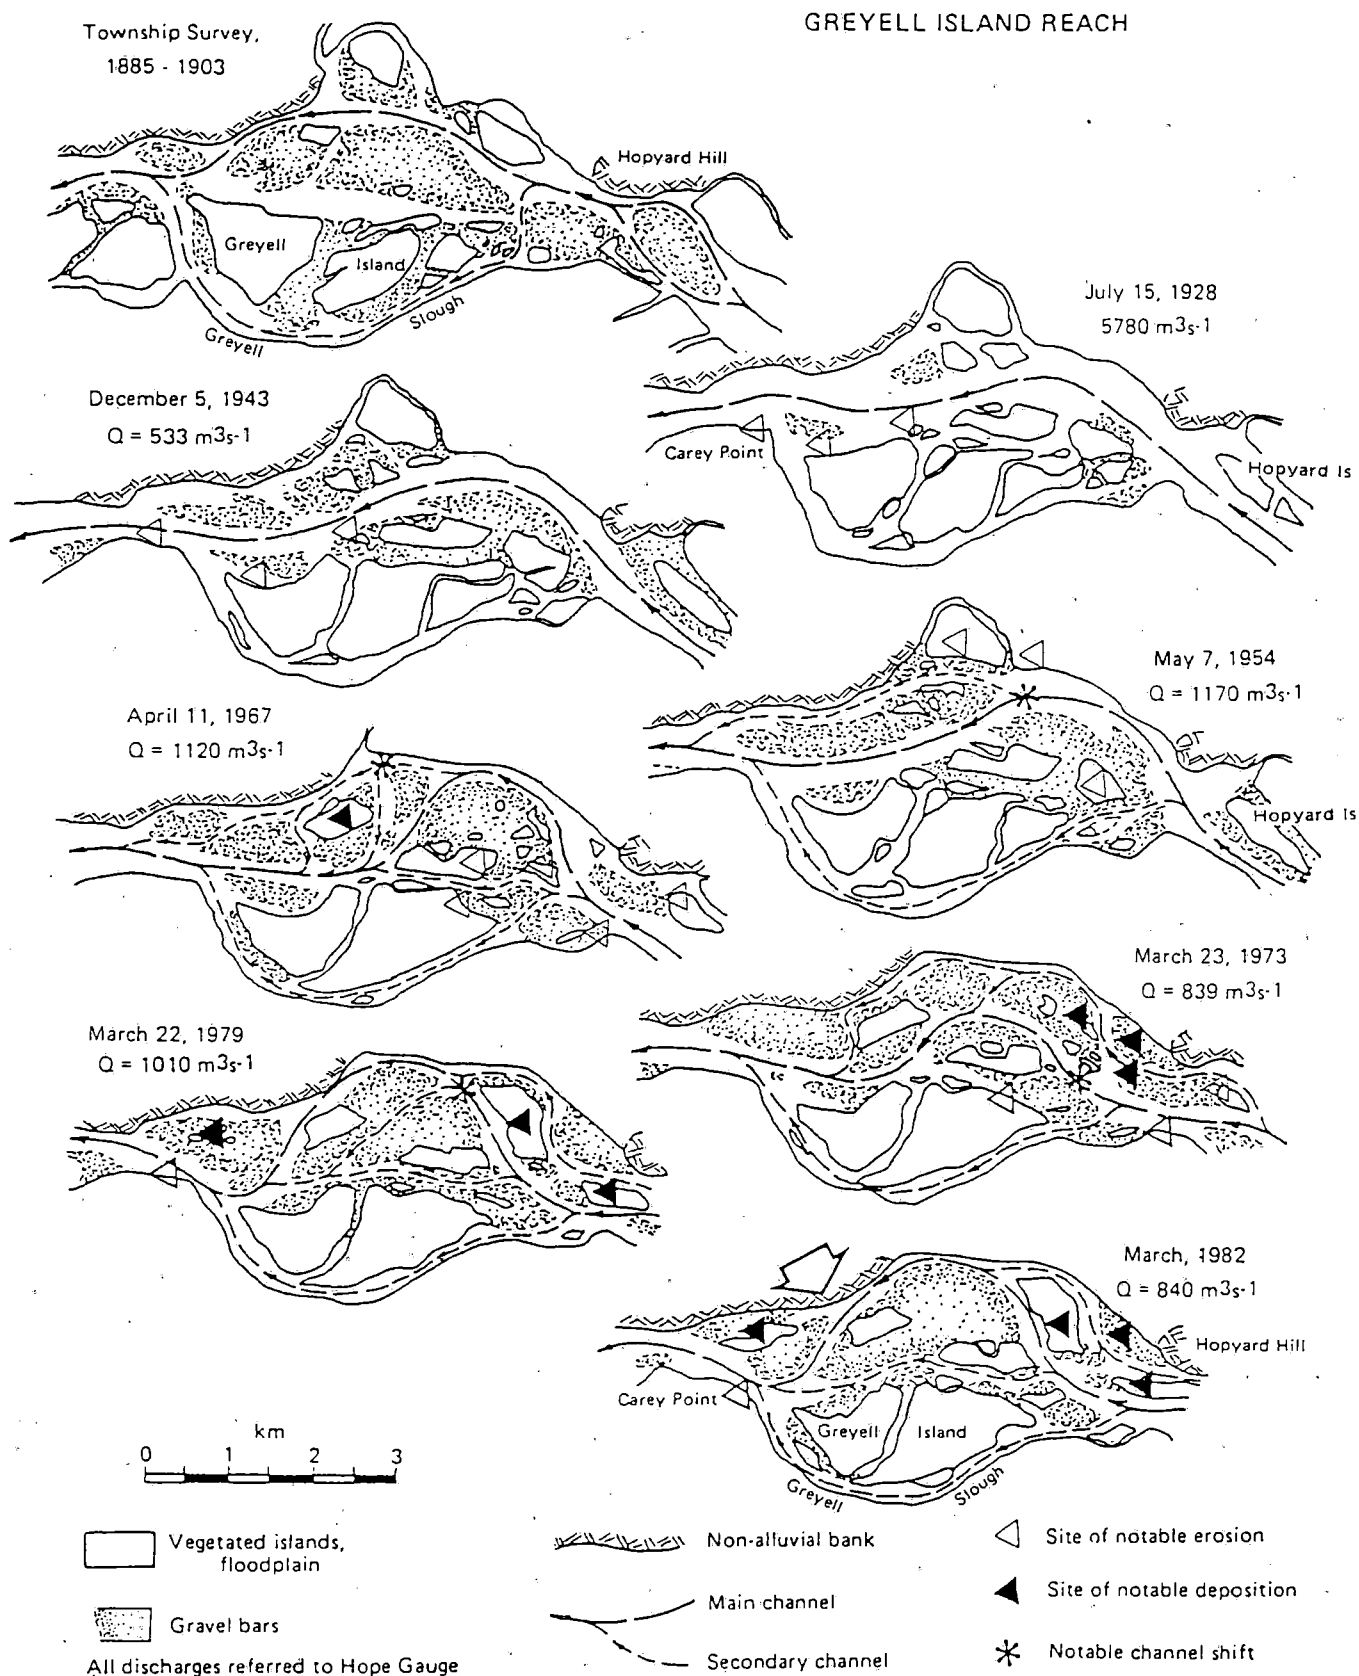 GREYELL ISLAND REACH
Township Survey,
1885 - 1903
Hopyard Hill
Greyell
Island
Greyell
Slough
July 15, 1928
5780 m3s-1
Carey Point
Hopyard Is
December 5, 1943
Q = 533 m3s-1
May 7, 1954
Q = 1170 m3s-1
Hopyard Is
April 11, 1967
Q = 1120 m3s-1
March 23, 1973
Q = 839 m3s-1
March 22, 1979
Q = 1010 m3s-1
March, 1982
Q = 840 m3s-1
Hopyard Hill
Carey Point
Greyell
Island
Greyell
Slough
km
0 1 2 3
Vegetated islands,
floodplain
Gravel bars
All discharges referred to Hope Gauge
Non-alluvial bank
Main channel
Secondary channel
Site of notable erosion
Site of notable deposition
Notable channel shift